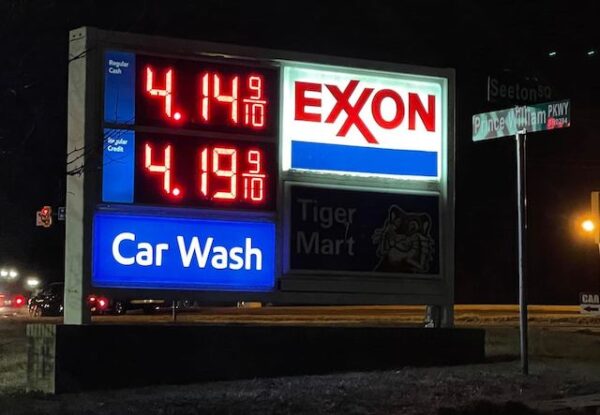 Regular
Cash
4.14 9/10
Regular
Credit
4.19 9/10
EXXON
Car Wash
Tiger
Mart
Seeton
Prince William PKWY
CAR